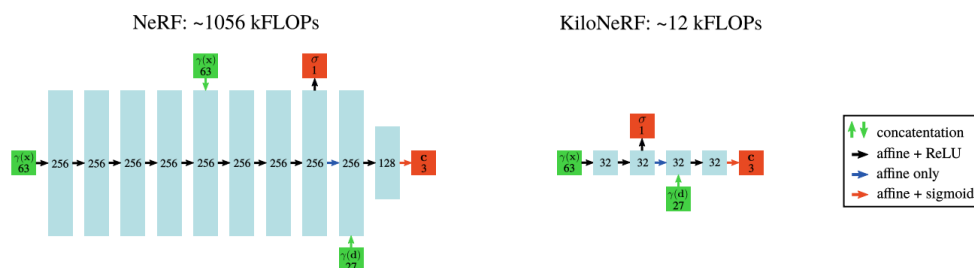 NeRF: ~1056 kFLOPs
γ(x)
63
σ
1
γ(x)
63
256
256
256
256
256
256
256
256
256
128
c
3
γ(d)
27
KiloNeRF: ~12 kFLOPs
σ
1
γ(x)
63
32
32
32
32
c
3
γ(d)
27
concatentation
affine + ReLU
affine only
affine + sigmoid